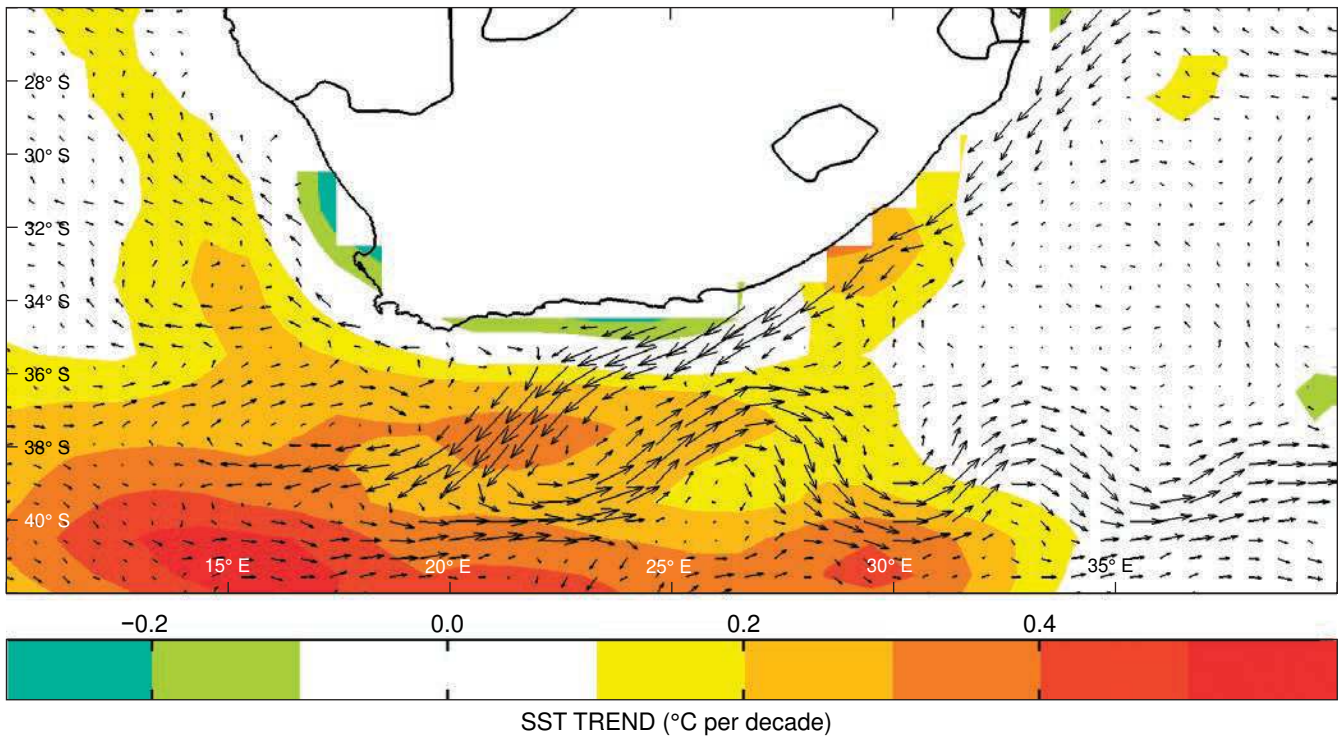 28° S
30° S
32° S
34° S
36° S
38° S
40° S
15° E 20° E 25° E 30° E 35° E
−0.2 0.0 0.2 0.4
SST TREND (°C per decade)